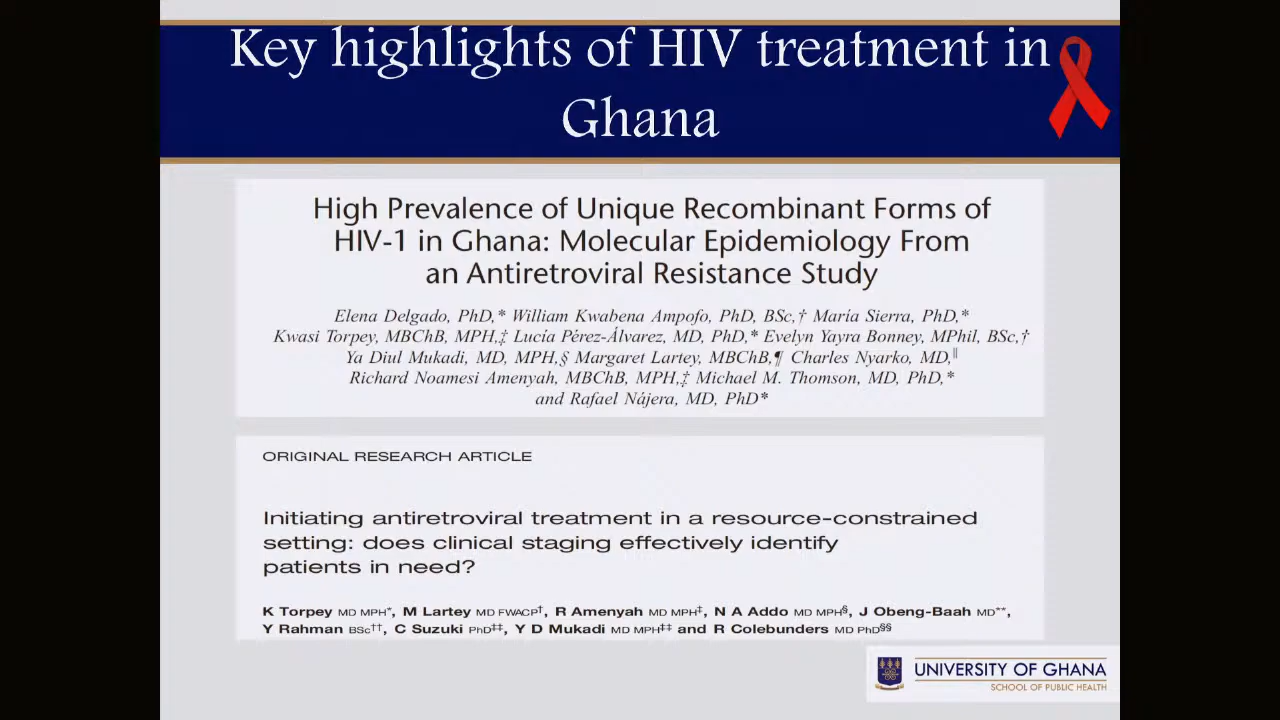 Key highlights of HIV treatment in
Ghana
High Prevalence of Unique Recombinant Forms of
HIV-1 in Ghana: Molecular Epidemiology From
an Antiretroviral Resistance Study
Elena Delgado, PhD,* William Kwabena Ampofo, PhD, BSc,† María Sierra, PhD,*
Kwasi Torpey, MBChB, MPH,‡ Lucía Pérez-Álvarez, MD, PhD,* Evelyn Yayra Bonney, MPhil, BSc,†
Ya Diul Mukadi, MD, MPH,§ Margaret Lartey, MBChB,¶ Charles Nyarko, MD,‖
Richard Noamesi Amenyah, MBChB, MPH,‡ Michael M. Thomson, MD, PhD,*
and Rafael Nájera, MD, PhD*
ORIGINAL RESEARCH ARTICLE
Initiating antiretroviral treatment in a resource-constrained
setting: does clinical staging effectively identify
patients in need?
K Torpey MD MPH*, M Lartey MD FWACP†, R Amenyah MD MPH‡, N A Addo MD MPH§, J Obeng-Baah MD**,
Y Rahman BSc††, C Suzuki PhD‡‡, Y D Mukadi MD MPH‡‡ and R Colebunders MD PhD§§
UNIVERSITY OF GHANA
SCHOOL OF PUBLIC HEALTH